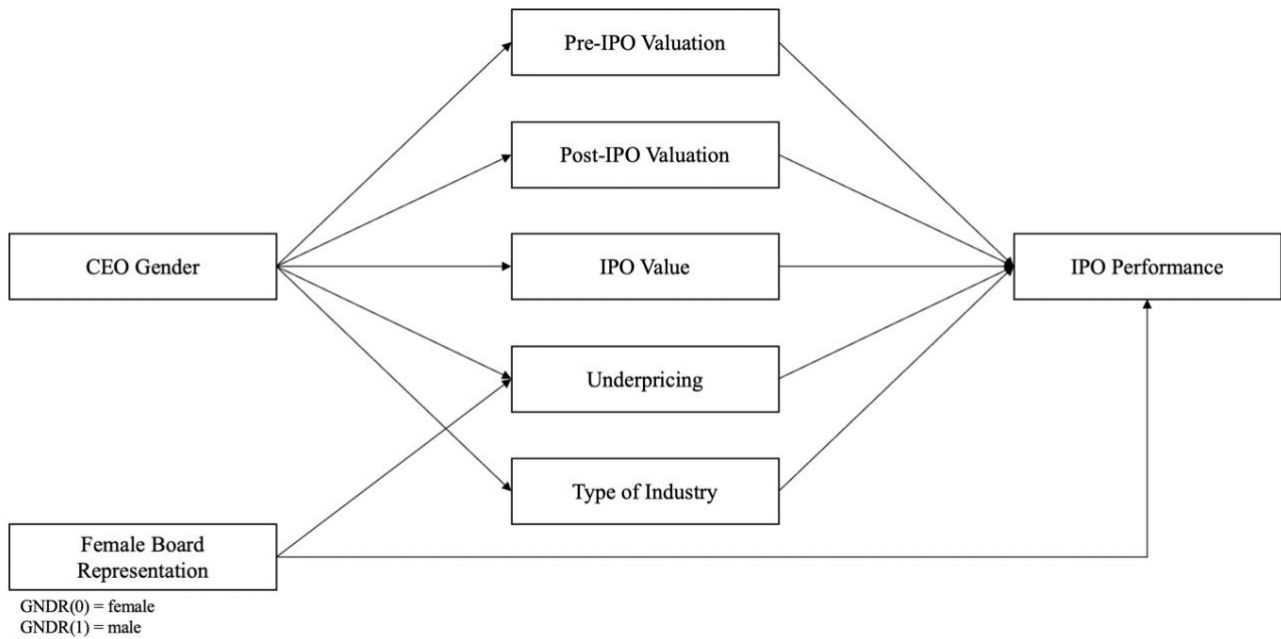 Pre-IPO Valuation
Post-IPO Valuation
CEO Gender
IPO Value
IPO Performance
Underpricing
Type of Industry
Female Board
Representation
GNDR(0) = female
GNDR(1) = male